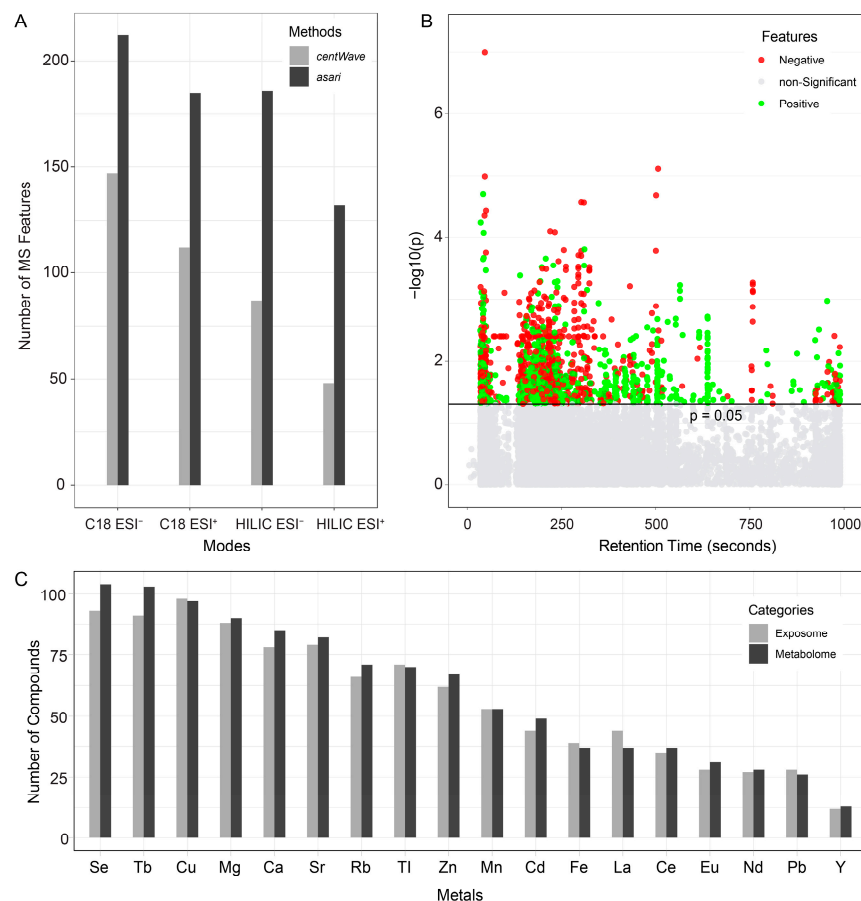 A
Methods
centWave
asari
Number of MS Features
200
150
100
50
0
C18 ESI⁻
C18 ESI⁺
HILIC ESI⁻
HILIC ESI⁺
Modes
B
Features
Negative
non-Significant
Positive
−log10(p)
6
4
2
0
p = 0.05
0
250
500
750
1000
Retention Time (seconds)
C
Categories
Exposome
Metabolome
Number of Compounds
100
75
50
25
0
Se Tb Cu Mg Ca Sr Rb Tl Zn Mn Cd Fe La Ce Eu Nd Pb Y
Metals